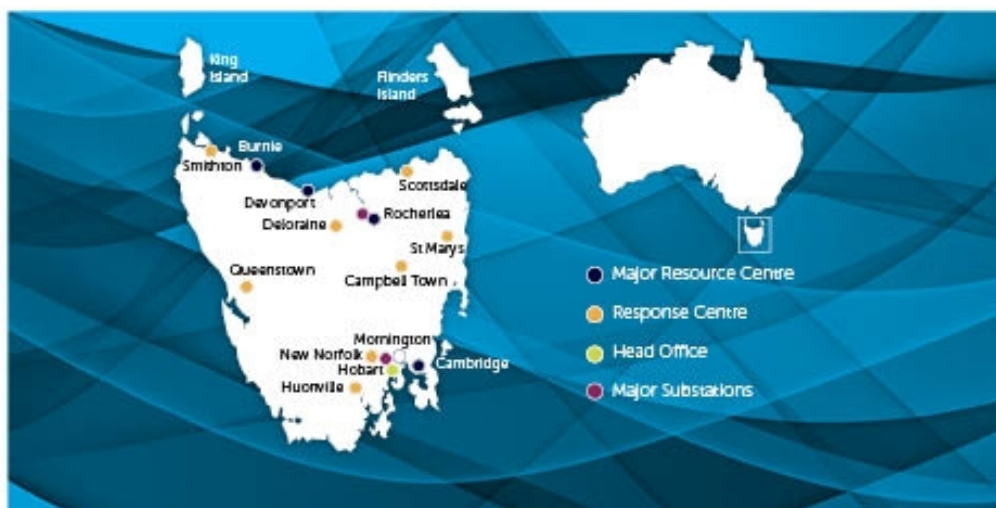 King
Island
Flinders
Island
Burnie
Smithton
Scottsdale
Devonport
Rocherlea
Deloraine
St Marys
Queenstown
Campbell Town
Mornington
New Norfolk
Cambridge
Hobart
Huonville
Major Resource Centre
Response Centre
Head Office
Major Substations